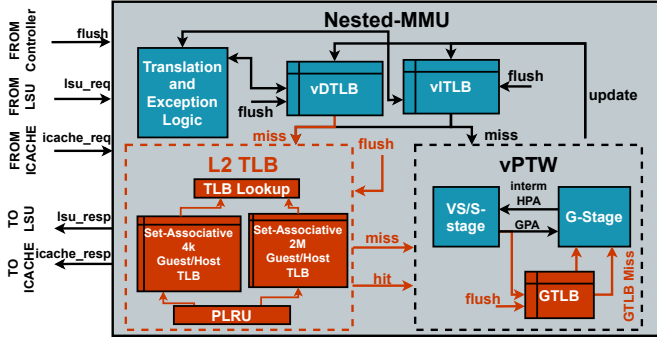 Nested-MMU
FROM
Controller
flush
FROM
LSU
lsu_req
FROM
ICACHE
icache_req
TO
LSU
lsu_resp
TO
ICACHE
icache_resp
Translation
and
Exception
Logic
flush
vDTLB
vITLB
flush
update
miss
miss
L2 TLB
flush
TLB Lookup
Set-Associative
4k
Guest/Host
TLB
Set-Associative
2M
Guest/Host
TLB
PLRU
miss
hit
vPTW
VS/S-
stage
interm
HPA
GPA
G-Stage
flush
GTLB
GTLB Miss